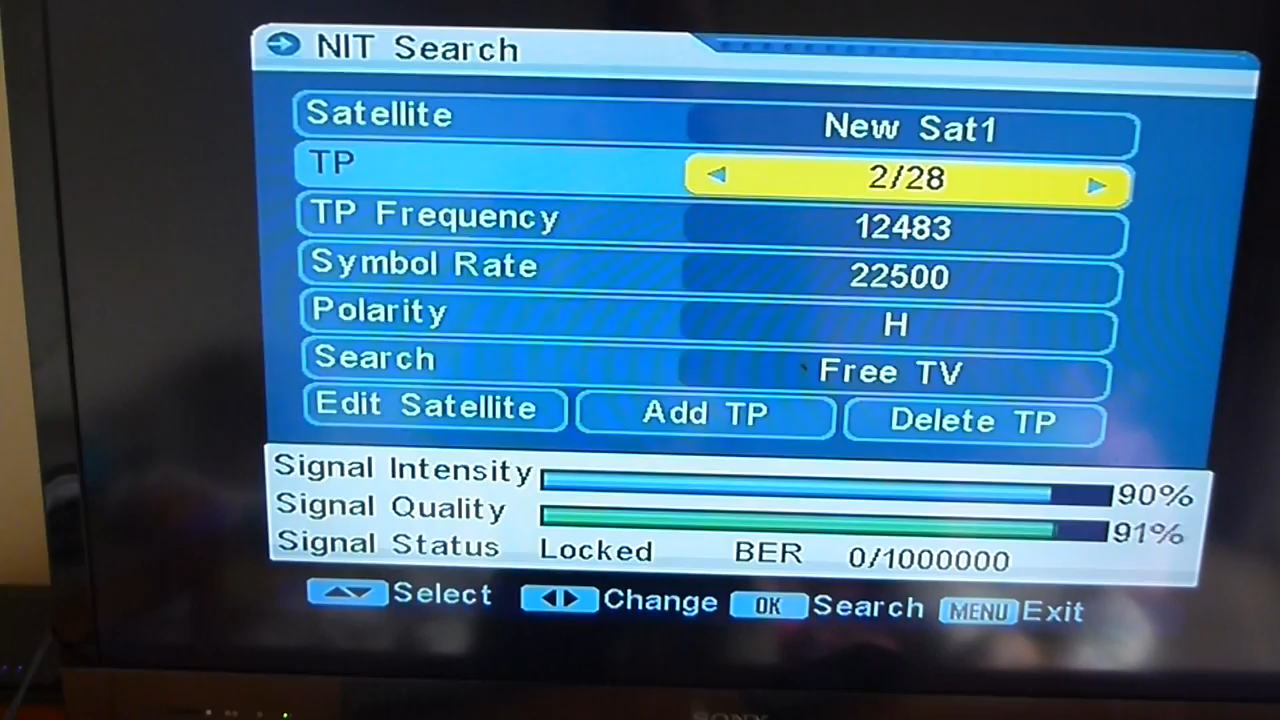 NIT Search
Satellite New Sat1
TP 2/28
TP Frequency 12483
Symbol Rate 22500
Polarity H
Search Free TV
Edit Satellite Add TP Delete TP
Signal Intensity 90%
Signal Quality 91%
Signal Status Locked BER 0/1000000
Select Change OK Search MENU Exit
SONY